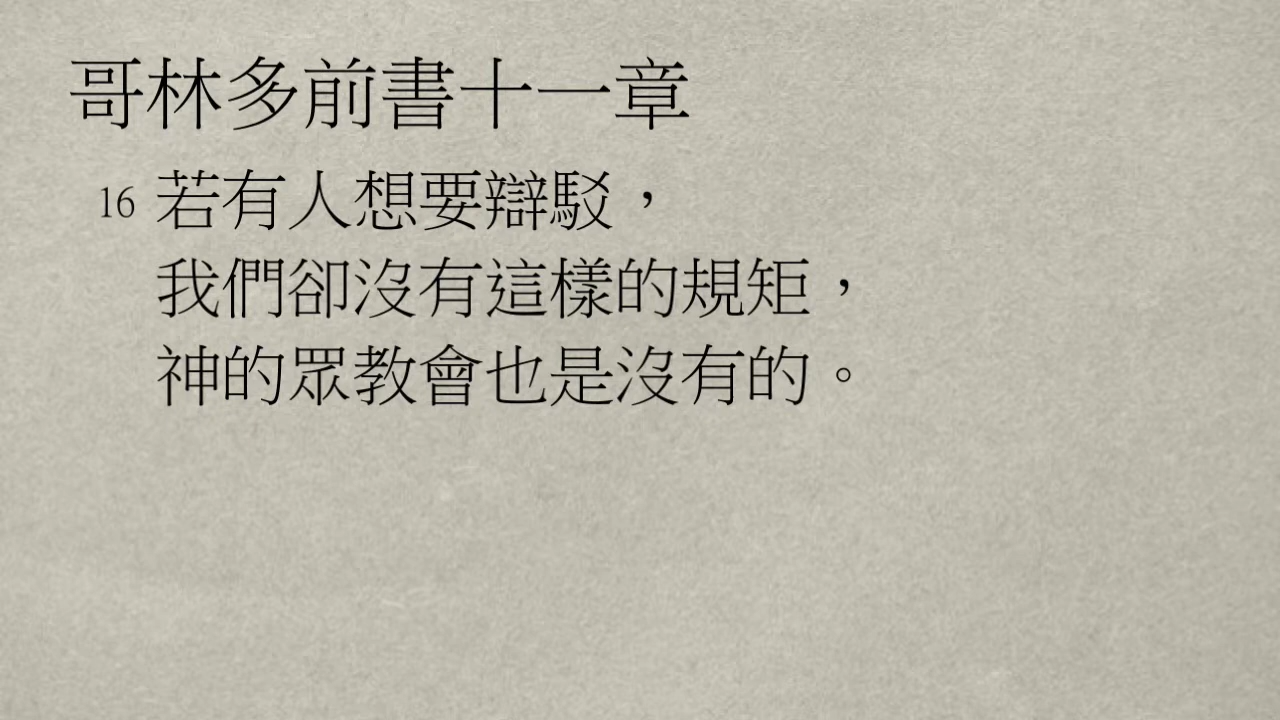 哥林多前書十一章
16 若有人想要辯駁，
我們卻沒有這樣的規矩，
神的眾教會也是沒有的。